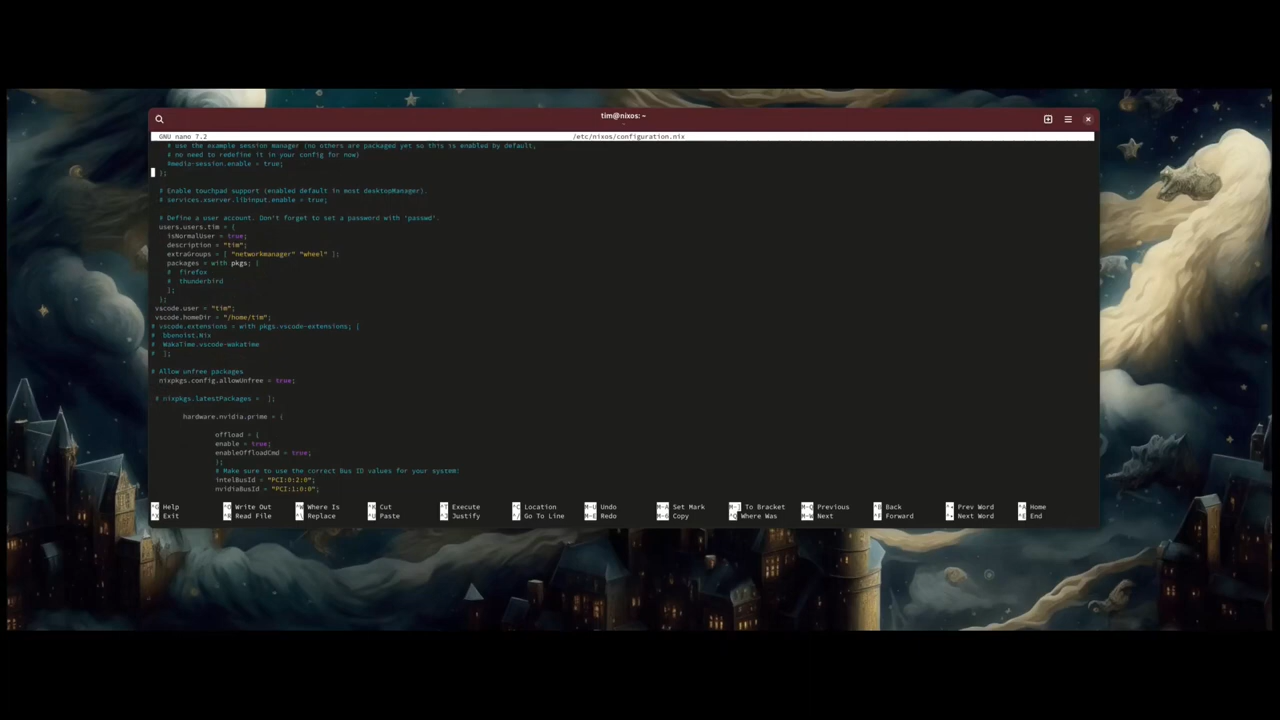 tim@nixos: ~
GNU nano 7.2 /etc/nixos/configuration.nix
# use the example session manager (no others are packaged yet so this is enabled by default,
# no need to redefine it in your config for now)
#media-session.enable = true;
};
# Enable touchpad support (enabled default in most desktopManager).
# services.xserver.libinput.enable = true;
# Define a user account. Don't forget to set a password with 'passwd'.
users.users.tim = {
isNormalUser = true;
description = "tim";
extraGroups = [ "networkmanager" "wheel" ];
packages = with pkgs; [
# firefox
# thunderbird
];
};
vscode.user = "tim";
vscode.homeDir = "/home/tim";
# vscode.extensions = with pkgs.vscode-extensions; [
# bbenoist.Nix
# WakaTime.vscode-wakatime
# ];
# Allow unfree packages
nixpkgs.config.allowUnfree = true;
# nixpkgs.latestPackages = ];
hardware.nvidia.prime = {
offload = {
enable = true;
enableOffloadCmd = true;
};
# Make sure to use the correct Bus ID values for your system!
intelBusId = "PCI:0:2:0";
nvidiaBusId = "PCI:1:0:0";
^G Help ^O Write Out ^W Where Is ^K Cut ^T Execute ^C Location M-U Undo M-A Set Mark M-] To Bracket M-Q Previous ^B Back Prev Word ^A Home
^X Exit ^R Read File ^\ Replace ^U Paste ^J Justify ^/ Go To Line M-E Redo M-6 Copy ^Q Where Was M-W Next ^F Forward Next Word ^E End